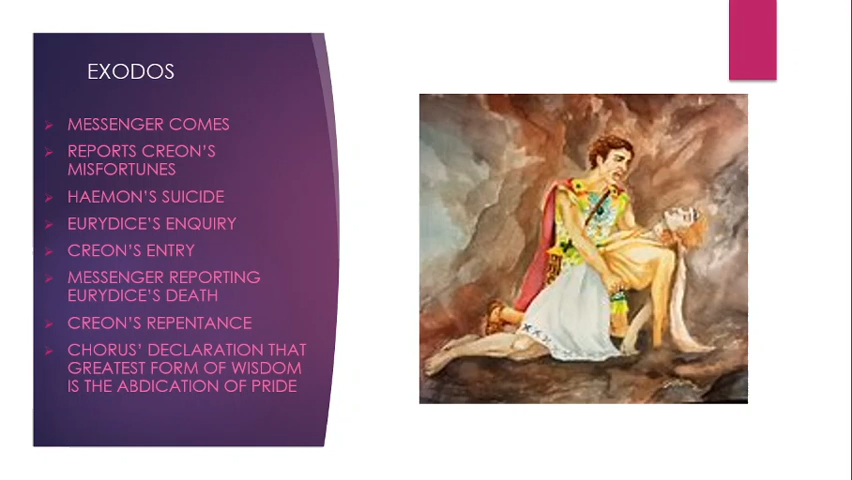 EXODOS
MESSENGER COMES
REPORTS CREON'S
MISFORTUNES
HAEMON'S SUICIDE
EURYDICE'S ENQUIRY
CREON'S ENTRY
MESSENGER REPORTING
EURYDICE'S DEATH
CREON'S REPENTANCE
CHORUS' DECLARATION THAT
GREATEST FORM OF WISDOM
IS THE ABDICATION OF PRIDE